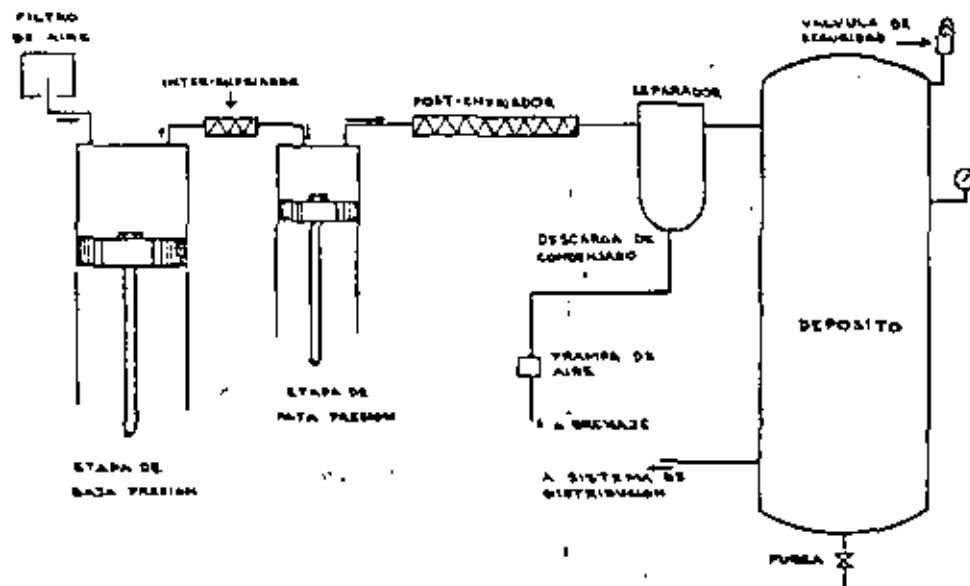 FILTRO
DE AIRE
INTER-ENFRIADOR
POST-ENFRIADOR
SEPARADOR
VALVULA DE
SEGURIDAD
DESCARGA DE
CONDENSADO
DEPOSITO
TRAMPA DE
AIRE
A DRENAJE
ETAPA DE
PRESION
ETAPA DE
BAJA PRESION
A SISTEMA DE
DISTRIBUCION
PURGA